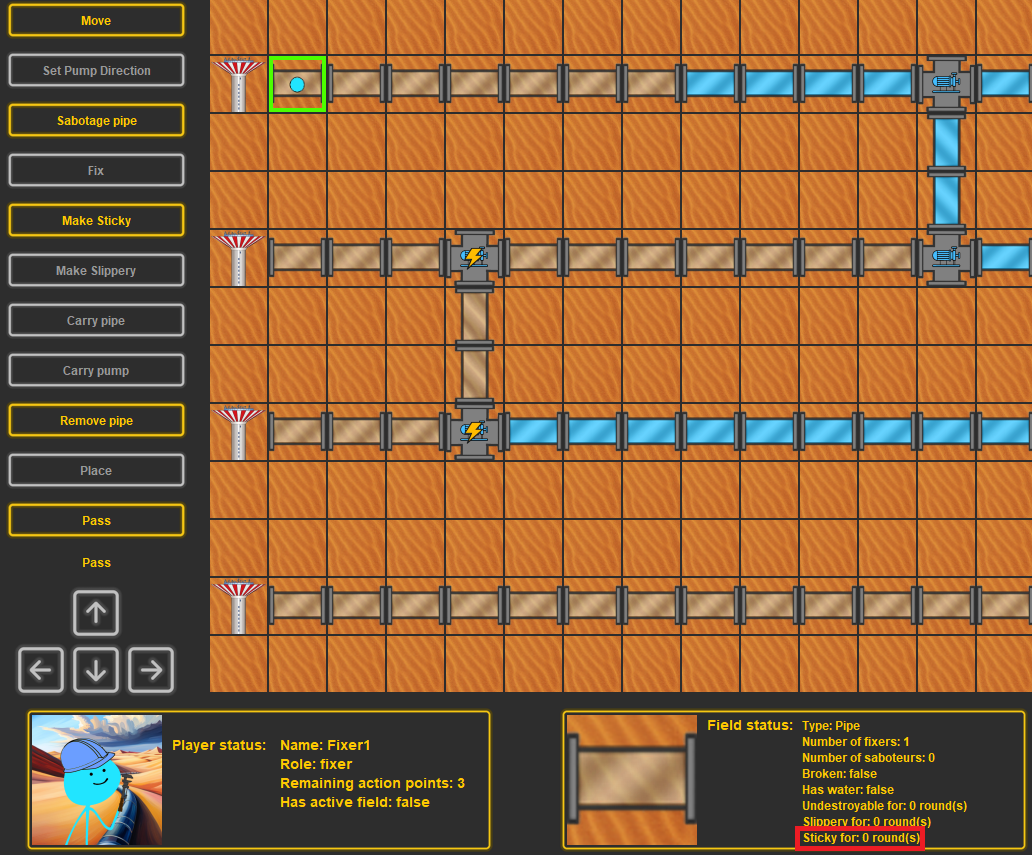 Move
Set Pump Direction
Sabotage pipe
Fix
Make Sticky
Make Slippery
Carry pipe
Carry pump
Remove pipe
Place
Pass
Pass
Player status:
Name: Fixer1
Role: fixer
Remaining action points: 3
Has active field: false
Field status:
Type: Pipe
Number of fixers: 1
Number of saboteurs: 0
Broken: false
Has water: false
Undestroyable for: 0 round(s)
Slippery for: 0 round(s)
Sticky for: 0 round(s)